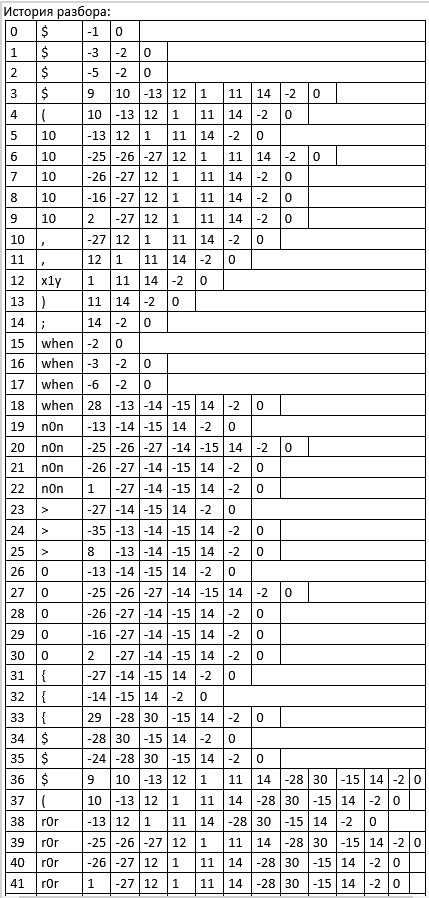 История разбора:
0 $ -1 0
1 $ -3 -2 0
2 $ -5 -2 0
3 $ 9 10 -13 12 1 11 14 -2 0
4 ( 10 -13 12 1 11 14 -2 0
5 10 -13 12 1 11 14 -2 0
6 10 -25 -26 -27 12 1 11 14 -2 0
7 10 -26 -27 12 1 11 14 -2 0
8 10 -16 -27 12 1 11 14 -2 0
9 10 2 -27 12 1 11 14 -2 0
10 , -27 12 1 11 14 -2 0
11 , 12 1 11 14 -2 0
12 x1y 1 11 14 -2 0
13 ) 11 14 -2 0
14 ; 14 -2 0
15 when -2 0
16 when -3 -2 0
17 when -6 -2 0
18 when 28 -13 -14 -15 14 -2 0
19 n0n -13 -14 -15 14 -2 0
20 n0n -25 -26 -27 -14 -15 14 -2 0
21 n0n -26 -27 -14 -15 14 -2 0
22 n0n 1 -27 -14 -15 14 -2 0
23 > -27 -14 -15 14 -2 0
24 > -35 -13 -14 -15 14 -2 0
25 > 8 -13 -14 -15 14 -2 0
26 0 -13 -14 -15 14 -2 0
27 0 -25 -26 -27 -14 -15 14 -2 0
28 0 -26 -27 -14 -15 14 -2 0
29 0 -16 -27 -14 -15 14 -2 0
30 0 2 -27 -14 -15 14 -2 0
31 { -27 -14 -15 14 -2 0
32 { -14 -15 14 -2 0
33 { 29 -28 30 -15 14 -2 0
34 $ -28 30 -15 14 -2 0
35 $ -24 -28 30 -15 14 -2 0
36 $ 9 10 -13 12 1 11 14 -28 30 -15 14 -2 0
37 ( 10 -13 12 1 11 14 -28 30 -15 14 -2 0
38 r0r -13 12 1 11 14 -28 30 -15 14 -2 0
39 r0r -25 -26 -27 12 1 11 14 -28 30 -15 14 -2 0
40 r0r -26 -27 12 1 11 14 -28 30 -15 14 -2 0
41 r0r 1 -27 12 1 11 14 -28 30 -15 14 -2 0